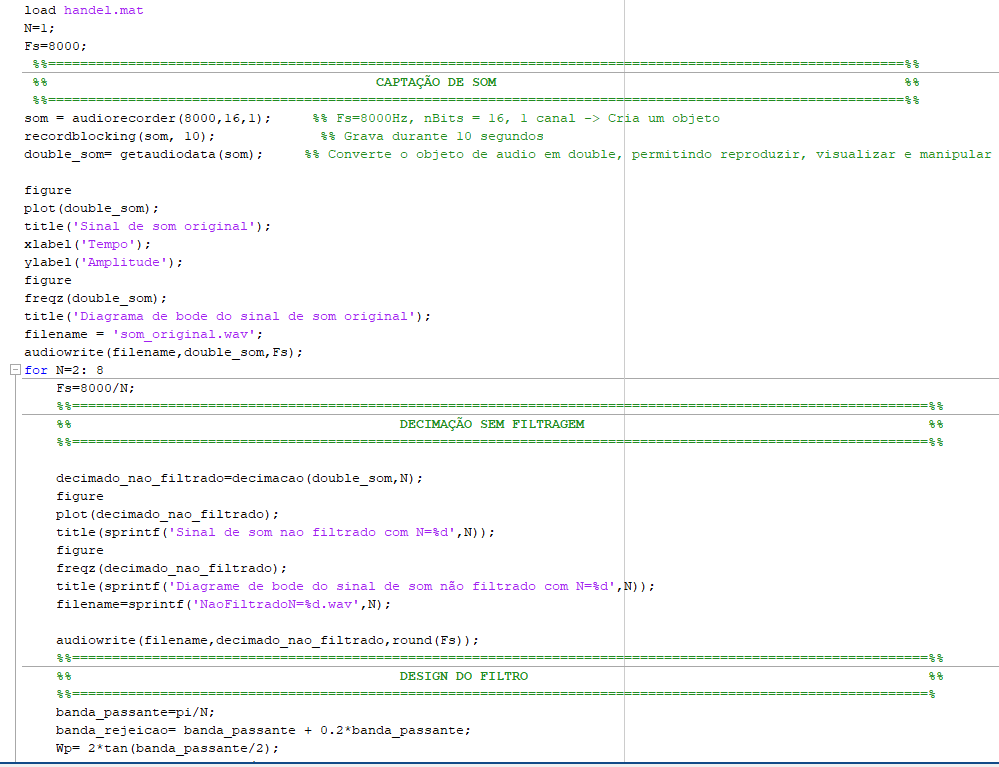 load handel.mat
N=1;
Fs=8000;
%%===========================================================================================================%%
%% CAPTAÇÃO DE SOM %%
%%===========================================================================================================%%
som = audiorecorder(8000,16,1); %% Fs=8000Hz, nBits = 16, 1 canal -> Cria um objeto
recordblocking(som, 10); %% Grava durante 10 segundos
double_som= getaudiodata(som); %% Converte o objeto de audio em double, permitindo reproduzir, visualizar e manipular
figure
plot(double_som);
title('Sinal de som original');
xlabel('Tempo');
ylabel('Amplitude');
figure
freqz(double_som);
title('Diagrama de bode do sinal de som original');
filename = 'som_original.wav';
audiowrite(filename,double_som,Fs);
for N=2: 8
Fs=8000/N;
%%===========================================================================================================%%
%% DECIMAÇÃO SEM FILTRAGEM %%
%%===========================================================================================================%%
decimado_nao_filtrado=decimacao(double_som,N);
figure
plot(decimado_nao_filtrado);
title(sprintf('Sinal de som nao filtrado com N=%d',N));
figure
freqz(decimado_nao_filtrado);
title(sprintf('Diagrame de bode do sinal de som não filtrado com N=%d',N));
filename=sprintf('NaoFiltradoN=%d.wav',N);
audiowrite(filename,decimado_nao_filtrado,round(Fs));
%%===========================================================================================================%%
%% DESIGN DO FILTRO %%
%%===========================================================================================================%
banda_passante=pi/N;
banda_rejeicao= banda_passante + 0.2*banda_passante;
Wp= 2*tan(banda_passante/2);